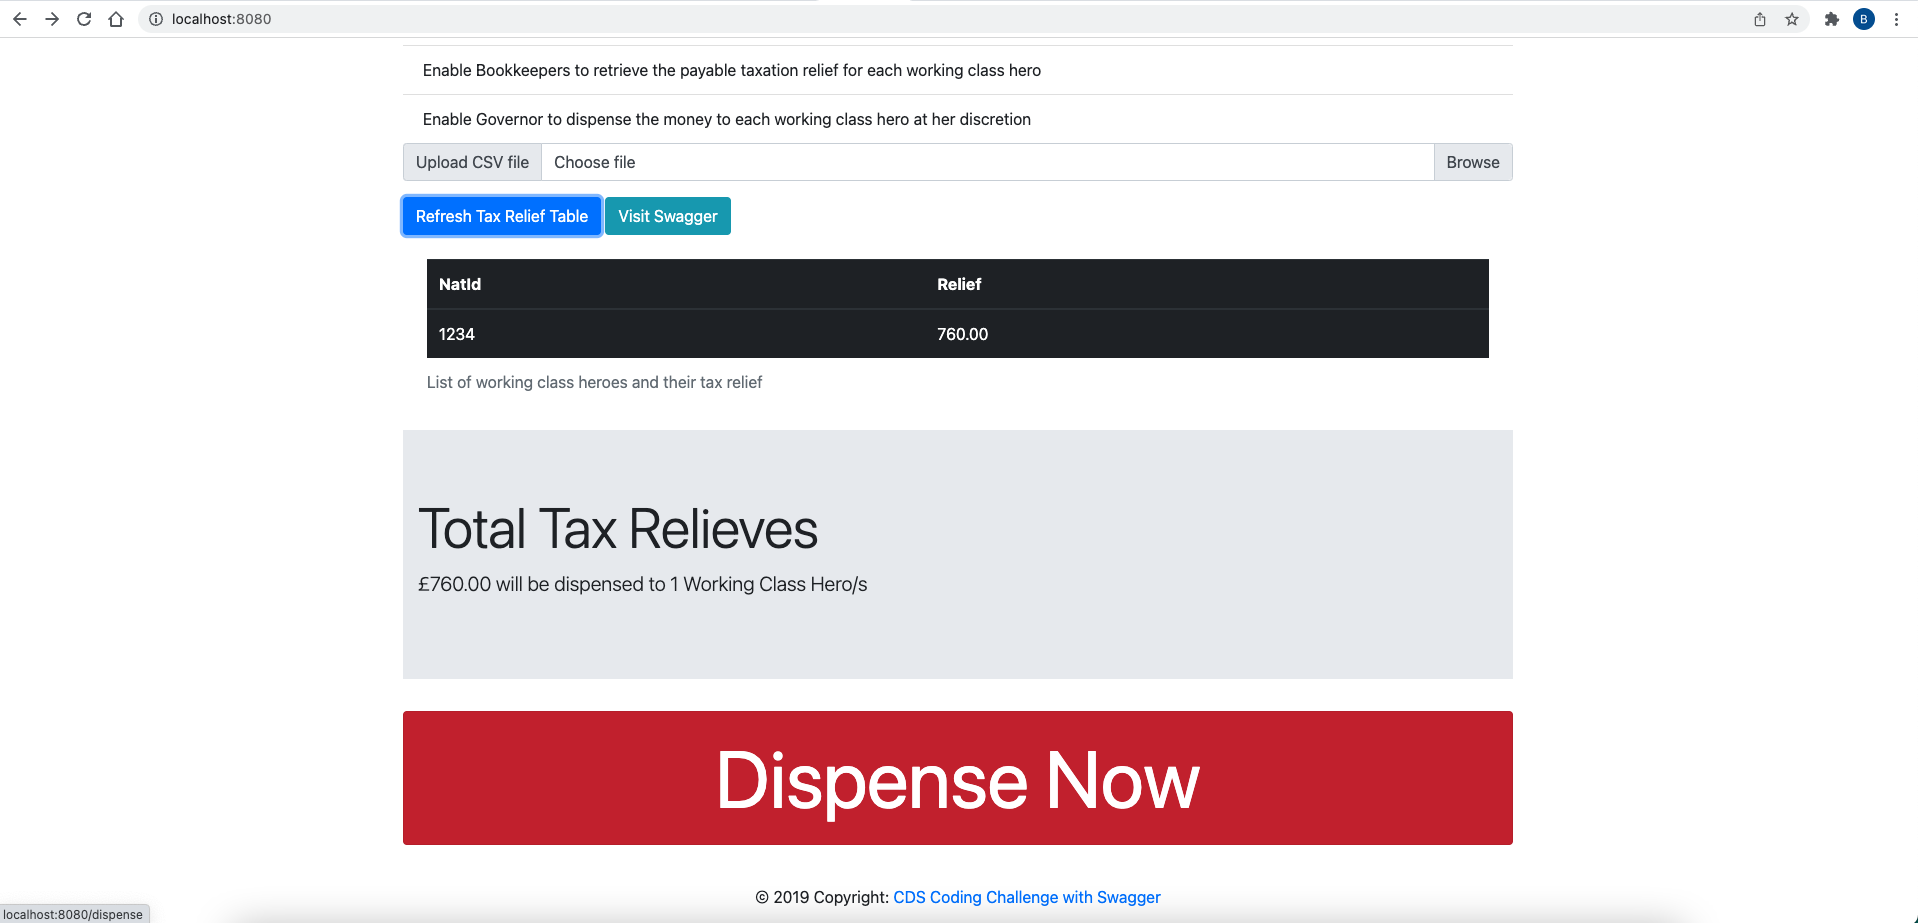 localhost:8080
B
Enable Bookkeepers to retrieve the payable taxation relief for each working class hero
Enable Governor to dispense the money to each working class hero at her discretion
Upload CSV file Choose file Browse
Refresh Tax Relief Table Visit Swagger
NatId Relief
1234 760.00
List of working class heroes and their tax relief
Total Tax Relieves
£760.00 will be dispensed to 1 Working Class Hero/s
Dispense Now
© 2019 Copyright: CDS Coding Challenge with Swagger
localhost:8080/dispense